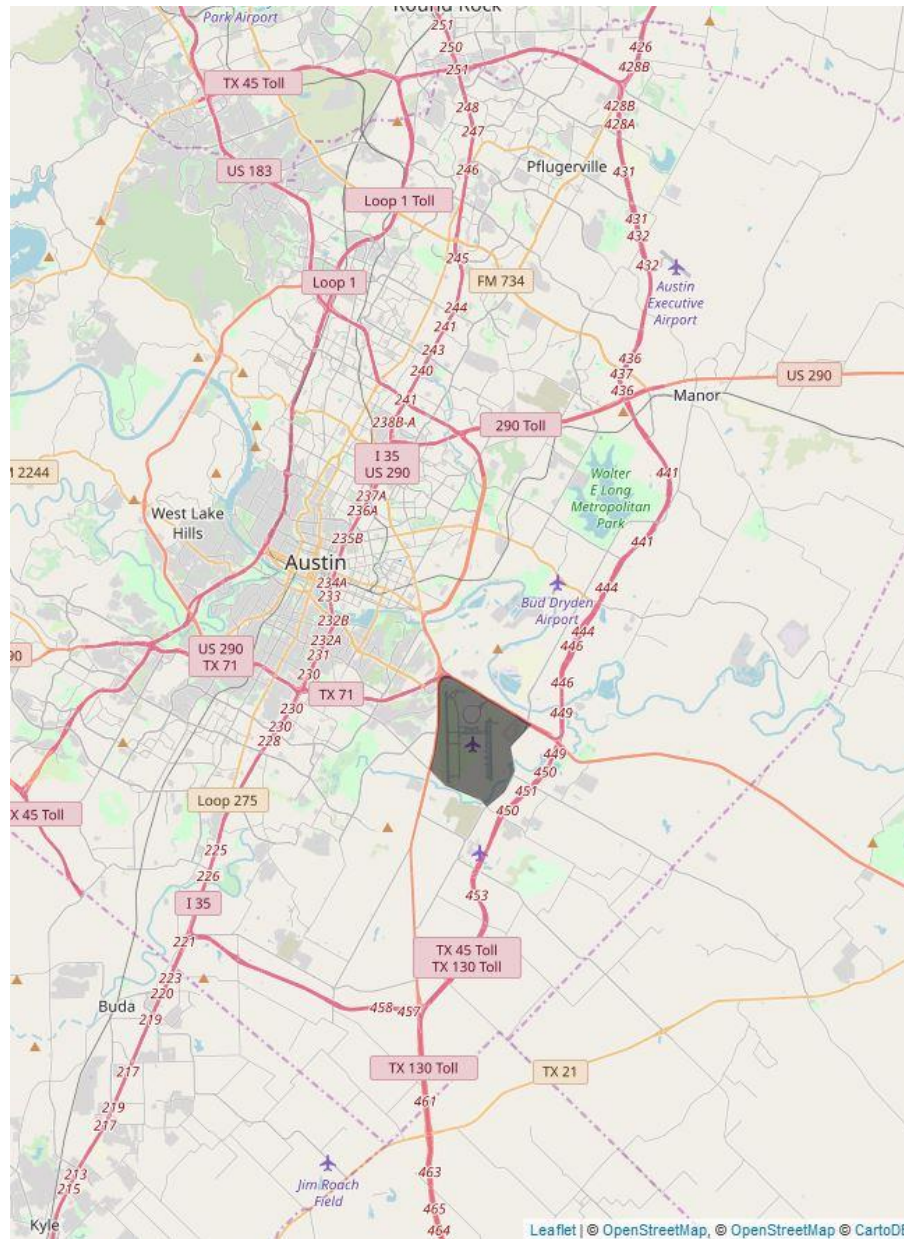 Round Rock
Park Airport
251
426
250
251
428B
TX 45 Toll
248
428B
247
428A
246
Pflugerville
US 183
431
Loop 1 Toll
431
432
245
432
Loop 1
FM 734
Austin
Executive
Airport
244
241
243
436
240
437
436
US 290
Manor
241
238B-A
290 Toll
I 35
US 290
M 2244
441
Walter
E Long
Metropolitan
Park
237A
236A
West Lake
Hills
235B
441
Austin
234A
233
444
Bud Dryden
Airport
232B
444
232A
446
US 290
TX 71
231
90
230
446
TX 71
230
449
230
228
449
450
451
450
Loop 275
X 45 Toll
225
226
453
I 35
221
TX 45 Toll
TX 130 Toll
223
220
Buda
458
457
219
217
TX 130 Toll
TX 21
219
461
217
213
463
215
Jim Roach
Field
465
Kyle
464
Leaflet | © OpenStreetMap, © OpenStreetMap © CartoDB